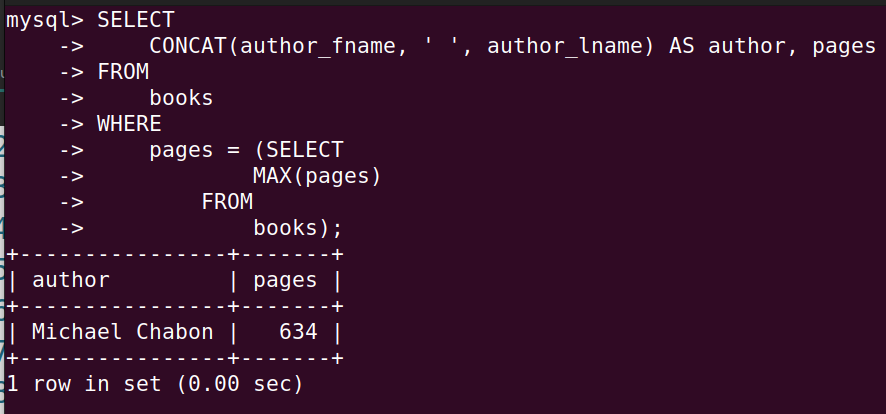 mysql> SELECT
    ->     CONCAT(author_fname, ' ', author_lname) AS author, pages
    -> FROM
    ->     books
    -> WHERE
    ->     pages = (SELECT
    ->             MAX(pages)
    ->         FROM
    ->             books);
+----------------+-------+
| author         | pages |
+----------------+-------+
| Michael Chabon |   634 |
+----------------+-------+
1 row in set (0.00 sec)